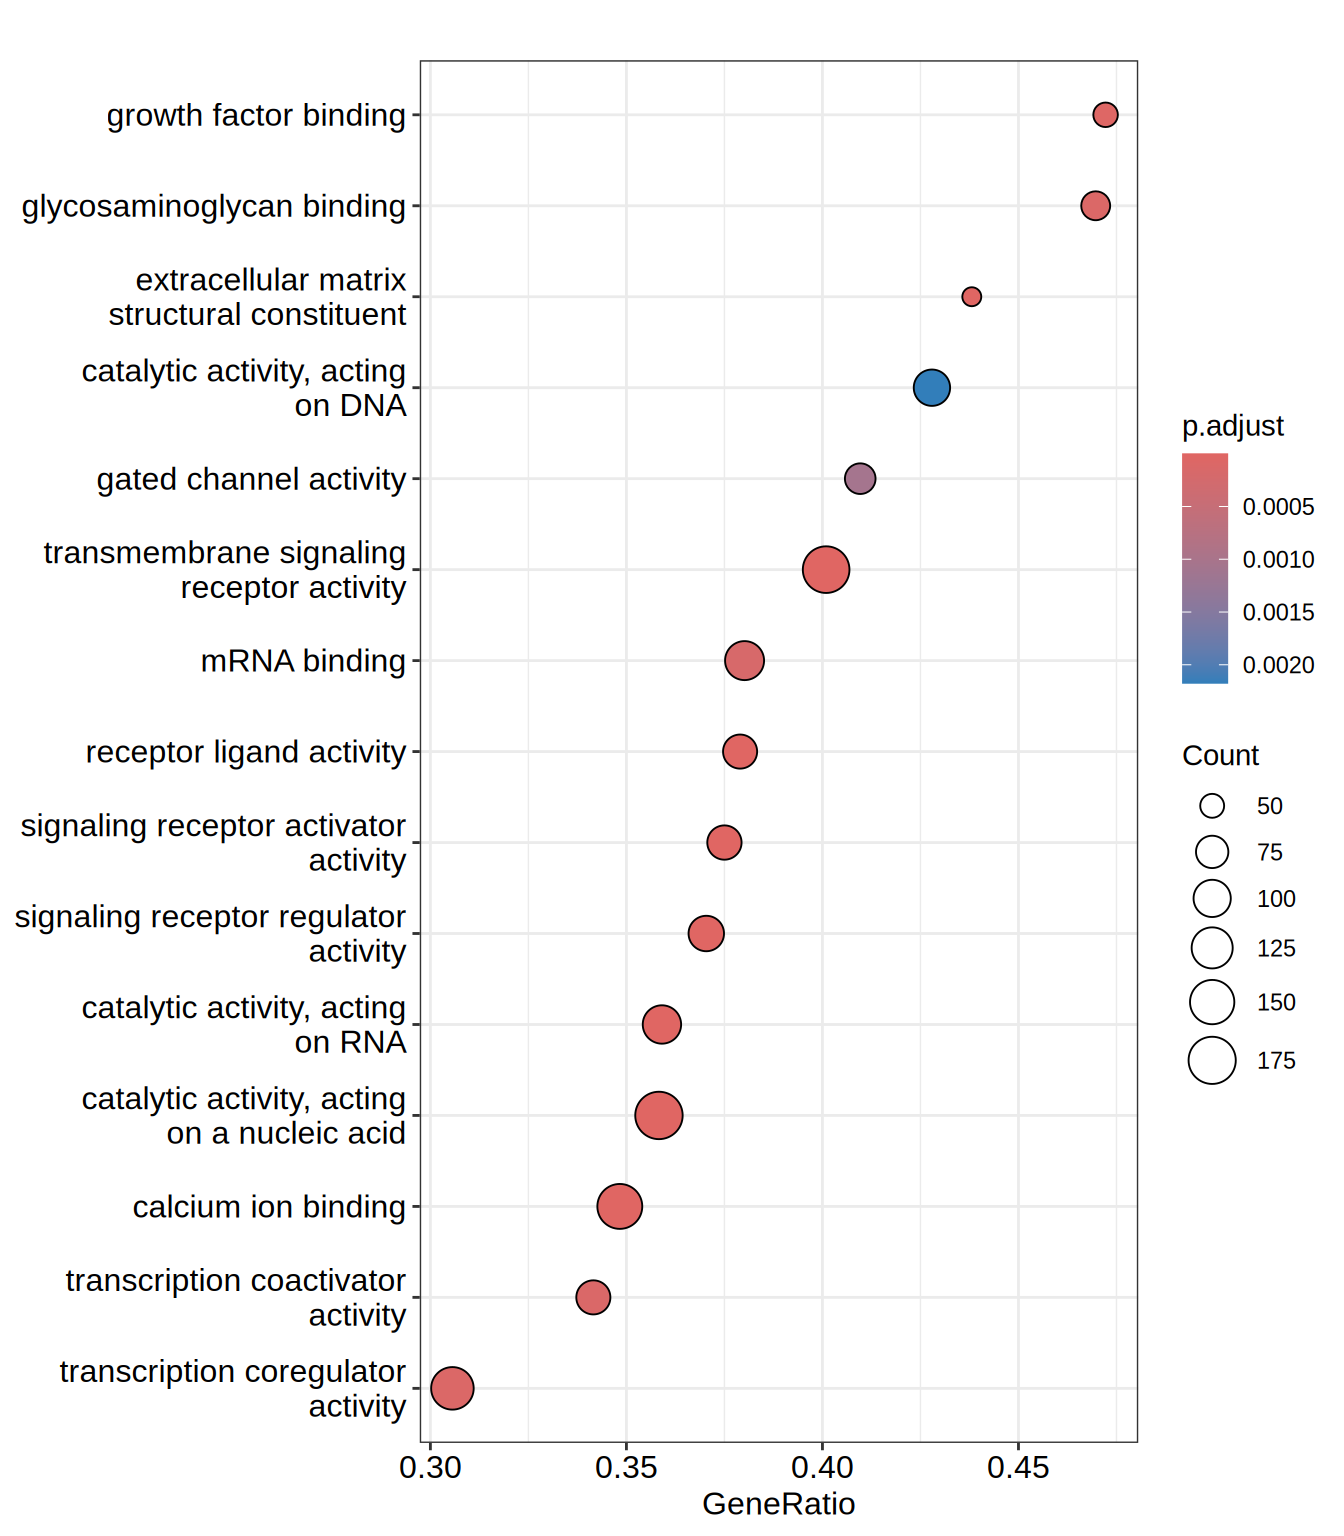 growth factor binding
glycosaminoglycan binding
extracellular matrix
structural constituent
catalytic activity, acting
on DNA
gated channel activity
transmembrane signaling
receptor activity
mRNA binding
receptor ligand activity
signaling receptor activator
activity
signaling receptor regulator
activity
catalytic activity, acting
on RNA
catalytic activity, acting
on a nucleic acid
calcium ion binding
transcription coactivator
activity
transcription coregulator
activity
0.30 0.35 0.40 0.45
GeneRatio
p.adjust
0.0005
0.0010
0.0015
0.0020
Count
50
75
100
125
150
175